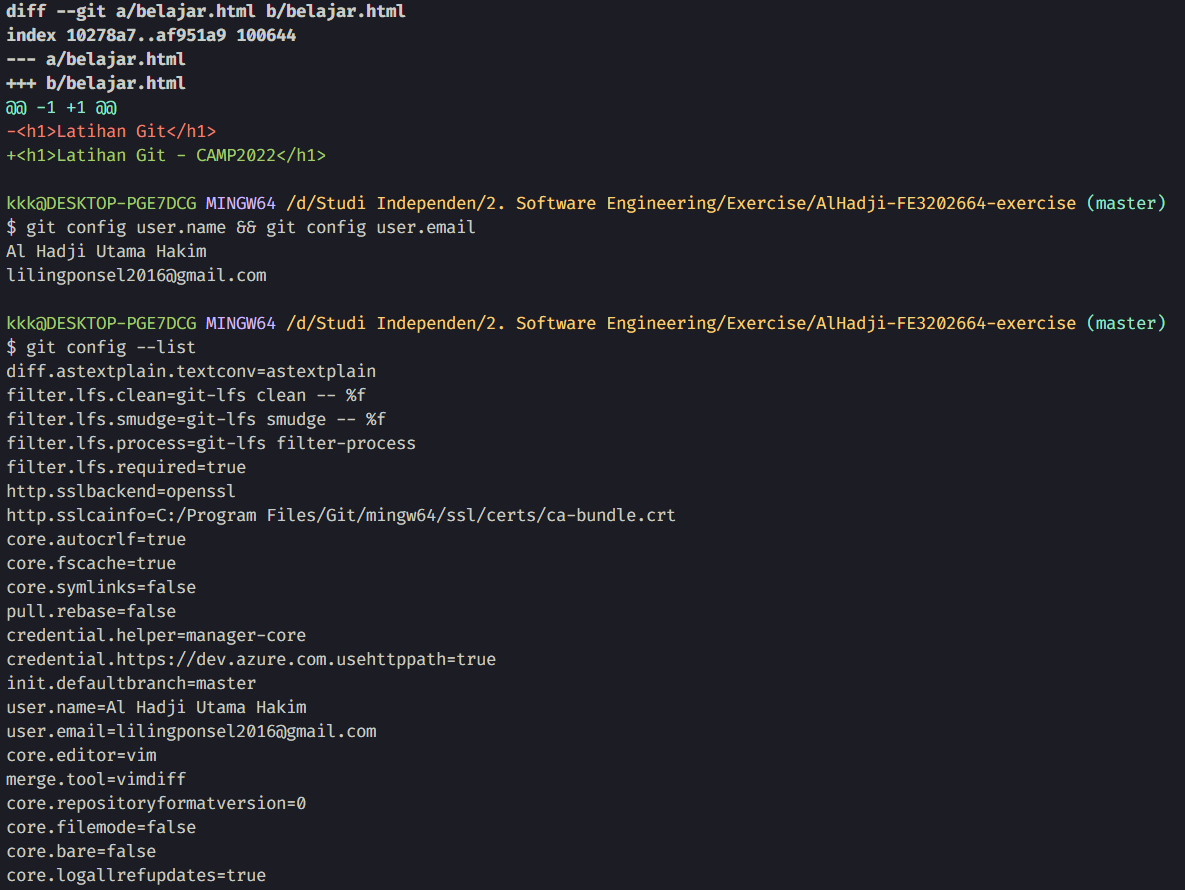 diff --git a/belajar.html b/belajar.html
index 10278a7..af951a9 100644
--- a/belajar.html
+++ b/belajar.html
@@ -1 +1 @@
-<h1>Latihan Git</h1>
+<h1>Latihan Git - CAMP2022</h1>
kkk@DESKTOP-PGE7DCG MINGW64 /d/Studi Independen/2. Software Engineering/Exercise/AlHadji-FE3202664-exercise (master)
$ git config user.name && git config user.email
Al Hadji Utama Hakim
lilingponsel2016@gmail.com
kkk@DESKTOP-PGE7DCG MINGW64 /d/Studi Independen/2. Software Engineering/Exercise/AlHadji-FE3202664-exercise (master)
$ git config --list
diff.astextplain.textconv=astextplain
filter.lfs.clean=git-lfs clean -- %f
filter.lfs.smudge=git-lfs smudge -- %f
filter.lfs.process=git-lfs filter-process
filter.lfs.required=true
http.sslbackend=openssl
http.sslcainfo=C:/Program Files/Git/mingw64/ssl/certs/ca-bundle.crt
core.autocrlf=true
core.fscache=true
core.symlinks=false
pull.rebase=false
credential.helper=manager-core
credential.https://dev.azure.com.usehttppath=true
init.defaultbranch=master
user.name=Al Hadji Utama Hakim
user.email=lilingponsel2016@gmail.com
core.editor=vim
merge.tool=vimdiff
core.repositoryformatversion=0
core.filemode=false
core.bare=false
core.logallrefupdates=true